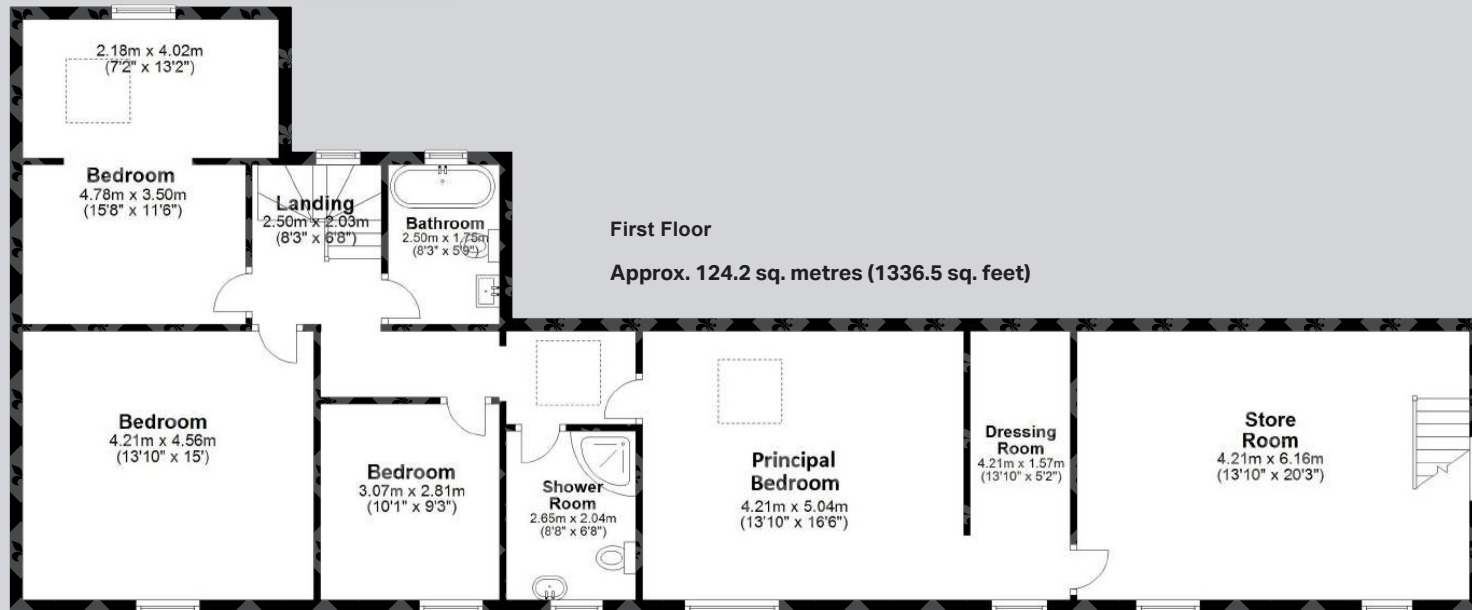 2.18m x 4.02m
(7'2" x 13'2")
Bedroom
4.78m x 3.50m
(15'8" x 11'6")
Landing
2.50m x 2.03m
(8'3" x 6'8")
Bathroom
2.50m x 1.75m
(8'3" x 5'9")
First Floor
Approx. 124.2 sq. metres (1336.5 sq. feet)
Bedroom
4.21m x 4.56m
(13'10" x 15')
Bedroom
3.07m x 2.81m
(10'1" x 9'3")
Shower
Room
2.65m x 2.04m
(8'8" x 6'8")
Principal
Bedroom
4.21m x 5.04m
(13'10" x 16'6")
Dressing
Room
4.21m x 1.57m
(13'10" x 5'2")
Store
Room
4.21m x 6.16m
(13'10" x 20'3")